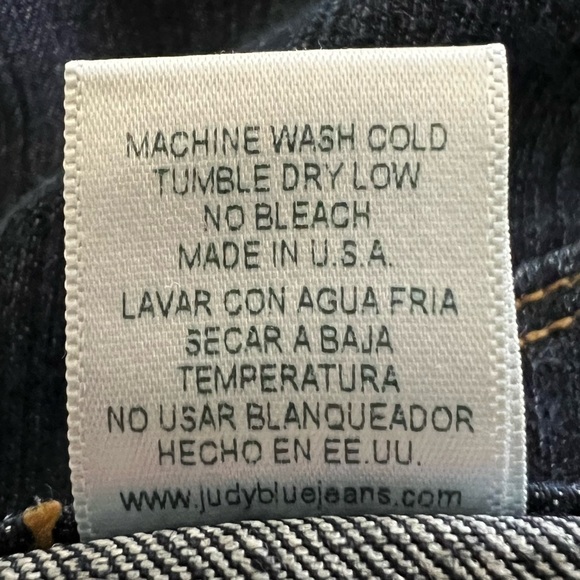 MACHINE WASH COLD
TUMBLE DRY LOW
NO BLEACH
MADE IN U.S.A.
LAVAR CON AGUA FRIA
SECAR A BAJA
TEMPERATURA
NO USAR BLANQUEADOR
HECHO EN EE.UU.
www.judybluejeans.com